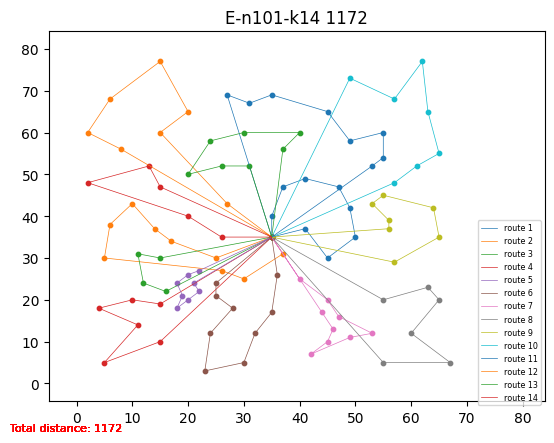 E-n101-k14 1172
80
70
60
50
40
30
20
10
0
0 10 20 30 40 50 60 70 80
route 1
route 2
route 3
route 4
route 5
route 6
route 7
route 8
route 9
route 10
route 11
route 12
route 13
route 14
Total distance: 1172